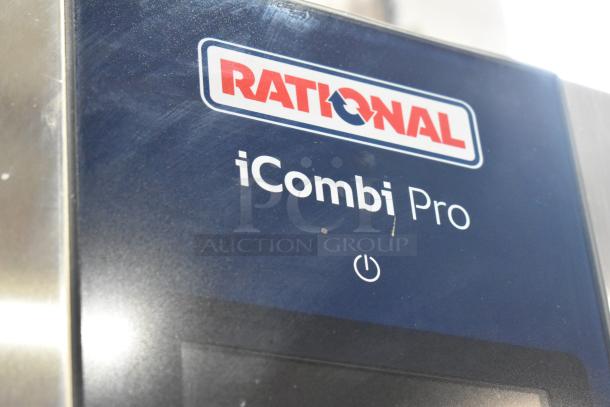 RATIONAL
iCombi Pro
PCI
AUCTION GROUP